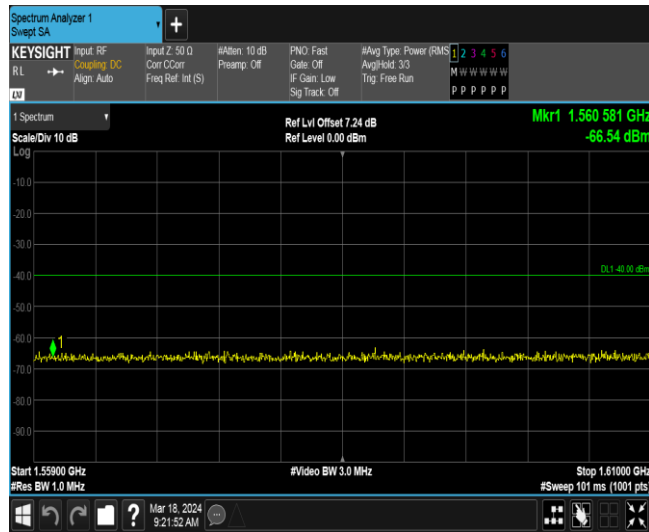 Spectrum Analyzer 1
Swept SA
+
KEYSIGHT
RL
LXI
Input: RF
Coupling: DC
Align: Auto
Input Z: 50 Ω
Corr CCorr
Freq Ref: Int (S)
#Atten: 10 dB
Preamp: Off
PNO: Fast
Gate: Off
IF Gain: Low
Sig Track: Off
#Avg Type: Power (RMS
Avg|Hold: 3/3
Trig: Free Run
1 2 3 4 5 6
M W W W W W
P P P P P P
1 Spectrum
Scale/Div 10 dB
Ref Lvl Offset 7.24 dB
Ref Level 0.00 dBm
Mkr1 1.560 581 GHz
-66.54 dBm
Log
-10.0
-20.0
-30.0
DL1 -40.00 dBm
-40.0
-50.0
-60.0
1
-70.0
-80.0
-90.0
Start 1.55900 GHz
#Video BW 3.0 MHz
Stop 1.61000 GHz
#Res BW 1.0 MHz
#Sweep 101 ms (1001 pts)
?
Mar 18, 2024
9:21:52 AM